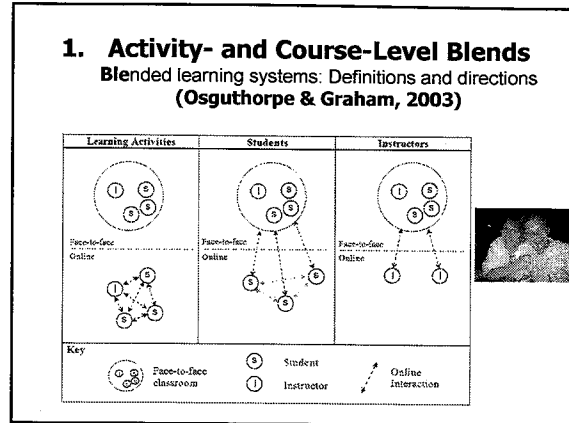 1. Activity- and Course-Level Blends
Blended learning systems: Definitions and directions
(Osguthorpe & Graham, 2003)
Learning Activities Students Instructors
I S S S
I S S S
I S S S
Face-to-face Face-to-face Face-to-face
Online Online Online
I S S S
S S S
I I
Key
I S S S
Face-to-face
classroom
S Student
I Instructor
Online
Interaction